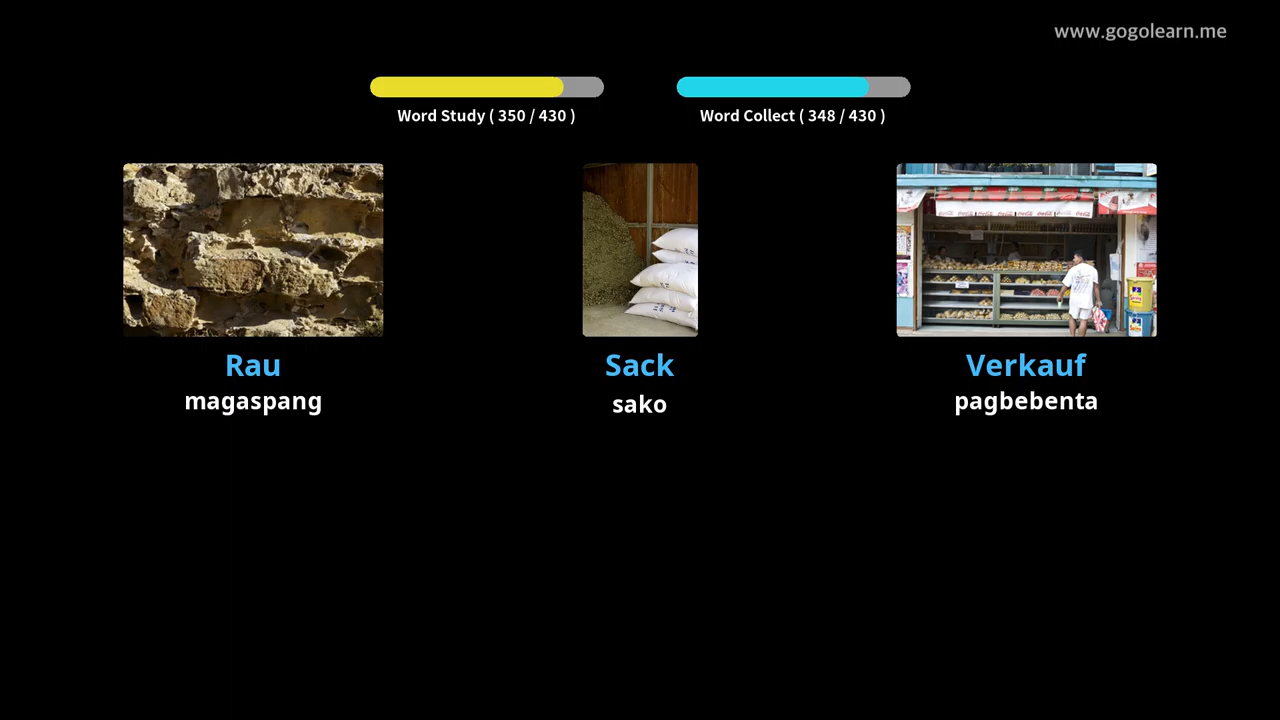 www.gogolearn.me
Word Study ( 350 / 430 )
Word Collect ( 348 / 430 )
Rau
magaspang
Sack
sako
Verkauf
pagbebenta